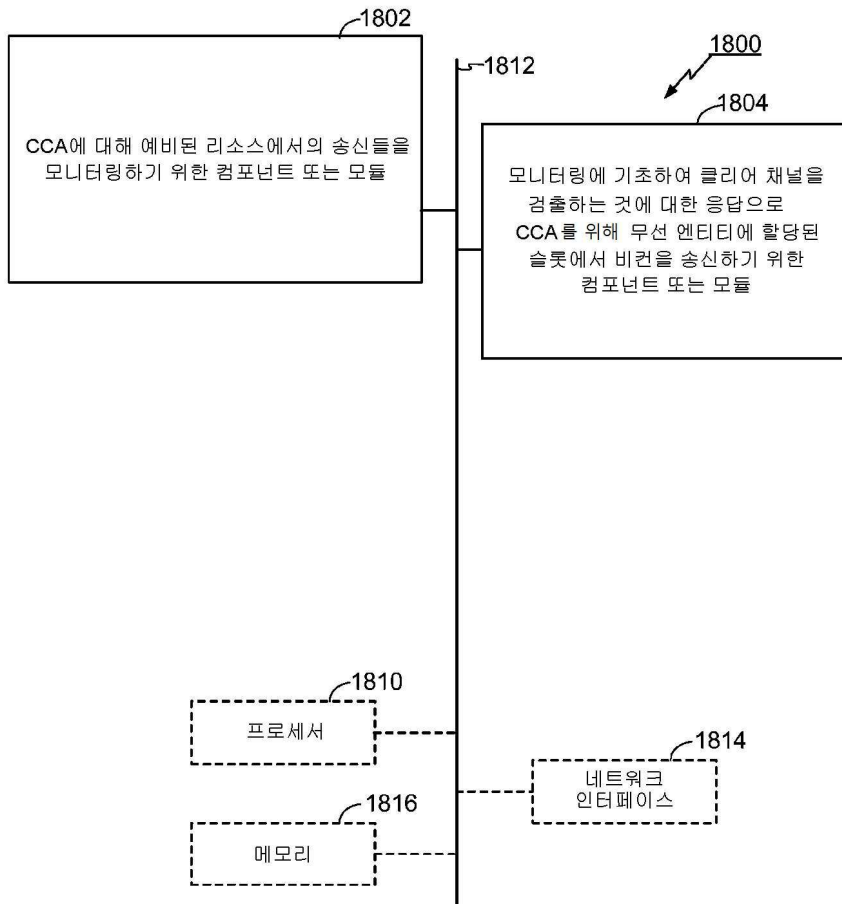 1802
CCA에 대해 예비된 리소스에서의 송신들을
모니터링하기 위한 컴포넌트 또는 모듈
1812
1800
1804
모니터링에 기초하여 클리어 채널을
검출하는 것에 대한 응답으로
CCA를 위해 무선 엔티티에 할당된
슬롯에서 비컨을 송신하기 위한
컴포넌트 또는 모듈
1810
프로세서
1814
네트워크
인터페이스
1816
메모리